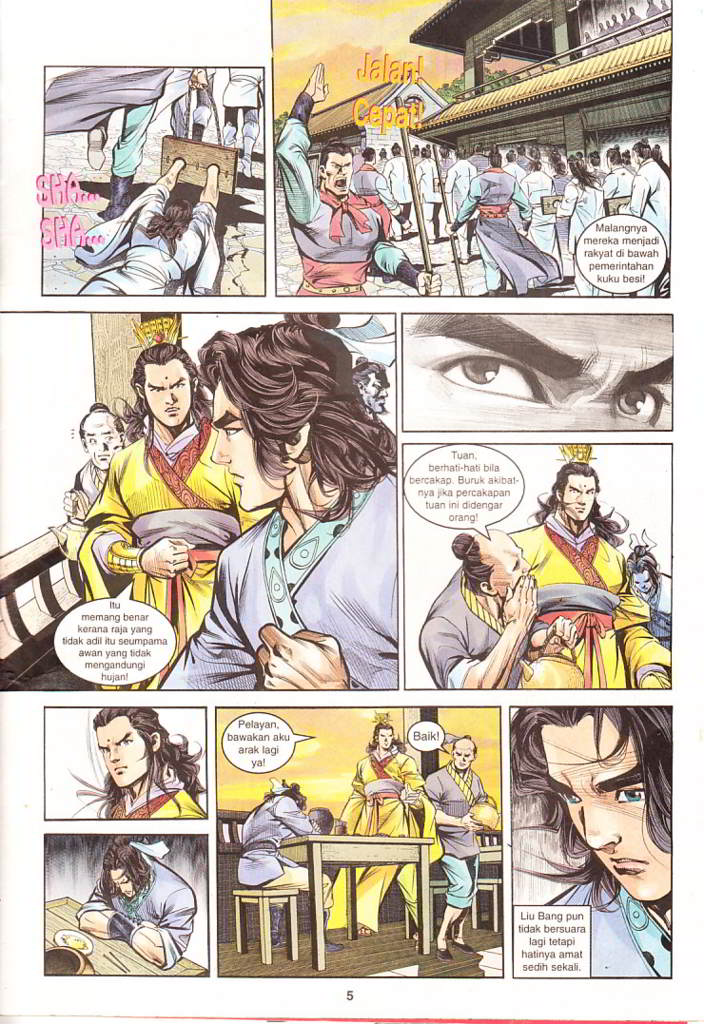 SHA...
SHA...
Jalan!
Cepat!
Malangnya
mereka menjadi
rakyat di bawah
pemerintahan
kuku besi!
...
Itu
memang benar
kerana raja yang
tidak adil itu seumpama
awan yang tidak
mengandungi
hujan!
Tuan,
berhati-hati bila
bercakap. Buruk akibat-
nya jika percakapan
tuan ini didengar
orang!
Pelayan,
bawakan aku
arak lagi
ya!
Baik!
Liu Bang pun
tidak bersuara
lagi tetapi
hatinya amat
sedih sekali.
5